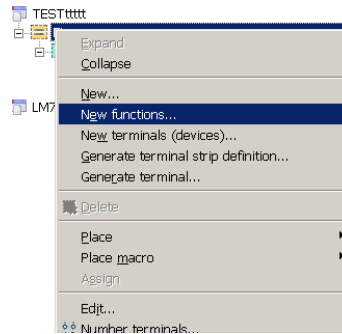 TESTttttt
Expand
Collapse
LM7
New...
New functions...
New terminals (devices)...
Generate terminal strip definition...
Generate terminal...
Delete
Place
Place macro
Assign
Edit...
Number terminals...